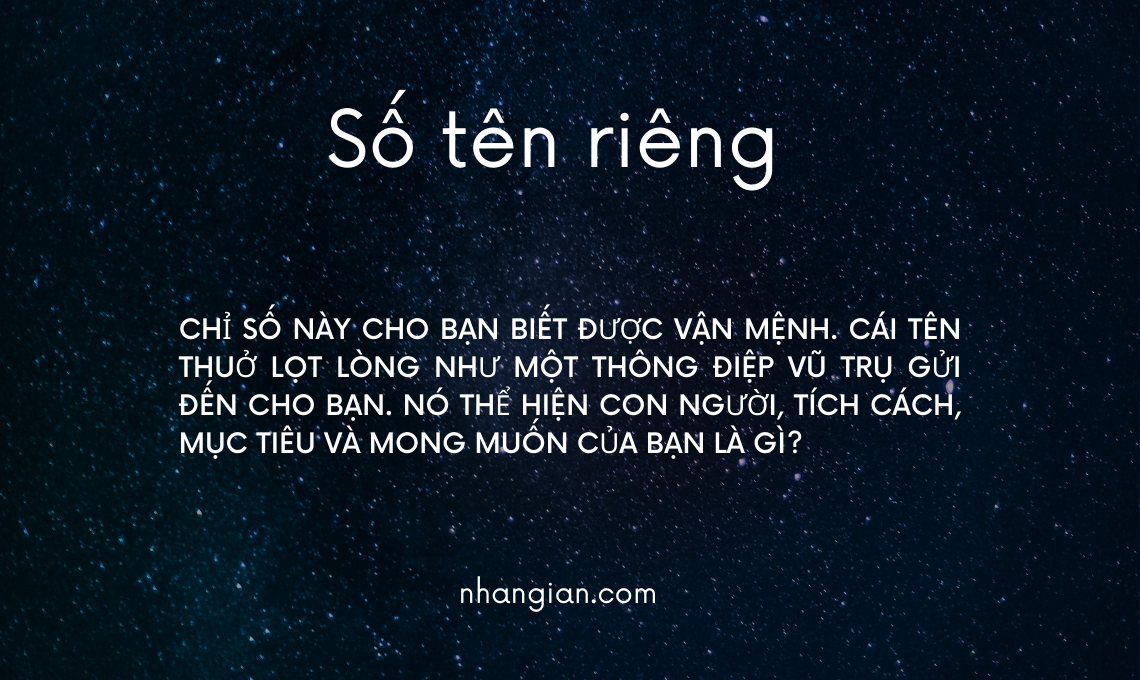 Số tên riêng
CHỈ SỐ NÀY CHO BẠN BIẾT ĐƯỢC VẬN MỆNH. CÁI TÊN
THUỞ LỌT LÒNG NHƯ MỘT THÔNG ĐIỆP VŨ TRỤ GỬI
ĐẾN CHO BẠN. NÓ THỂ HIỆN CON NGƯỜI, TÍCH CÁCH,
MỤC TIÊU VÀ MONG MUỐN CỦA BẠN LÀ GÌ?
nhangian.com